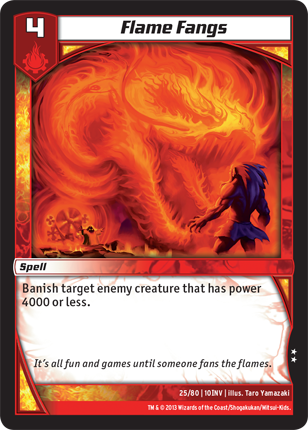 4
Flame Fangs
Spell
Banish target enemy creature that has power
4000 or less.
It's all fun and games until someone fans the flames.
25/80 | 1DINV | illus. Taro Yamazaki
TM & © 2013 Wizards of the Coast/Shogakukan/Mitsui-Kids.